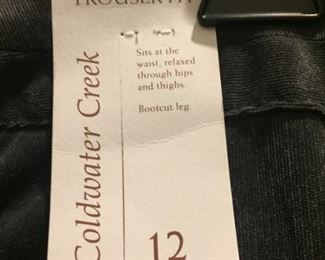 TROUSER FIT
Sits at the
waist, relaxed
through hips
and thighs.
Bootcut leg.
Coldwater Creek
12